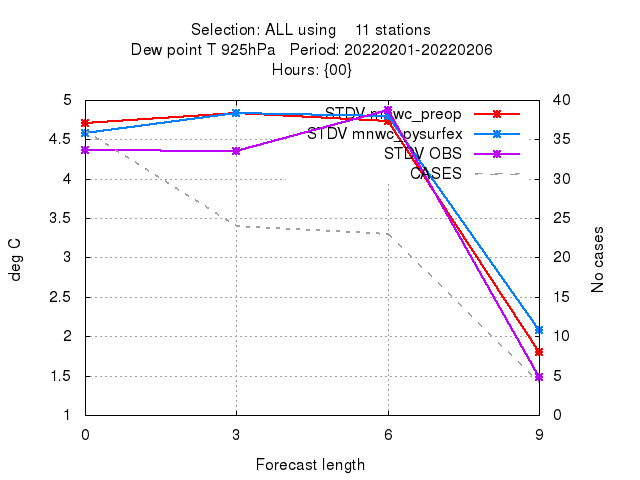 Selection: ALL using 11 stations
Dew point T 925hPa Period: 20220201-20220206
Hours: {00}
5 40
STDV mnwc_preop
4.5 35
STDV mnwc_pysurfex
STDV OBS
4 30
CASES
3.5 25
3 20
deg C
No cases
2.5 15
2 10
1.5 5
1 0
0 3 6 9
Forecast length